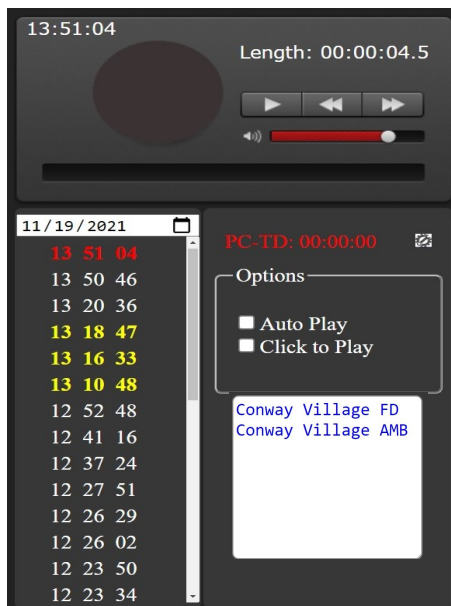 13:51:04
Length: 00:00:04.5
11/19/2021
13 51 04
13 50 46
13 20 36
13 18 47
13 16 33
13 10 48
12 52 48
12 41 16
12 37 24
12 27 51
12 26 29
12 26 02
12 23 50
12 23 34
PC-TD: 00:00:00
Options
Auto Play
Click to Play
Conway Village FD
Conway Village AMB